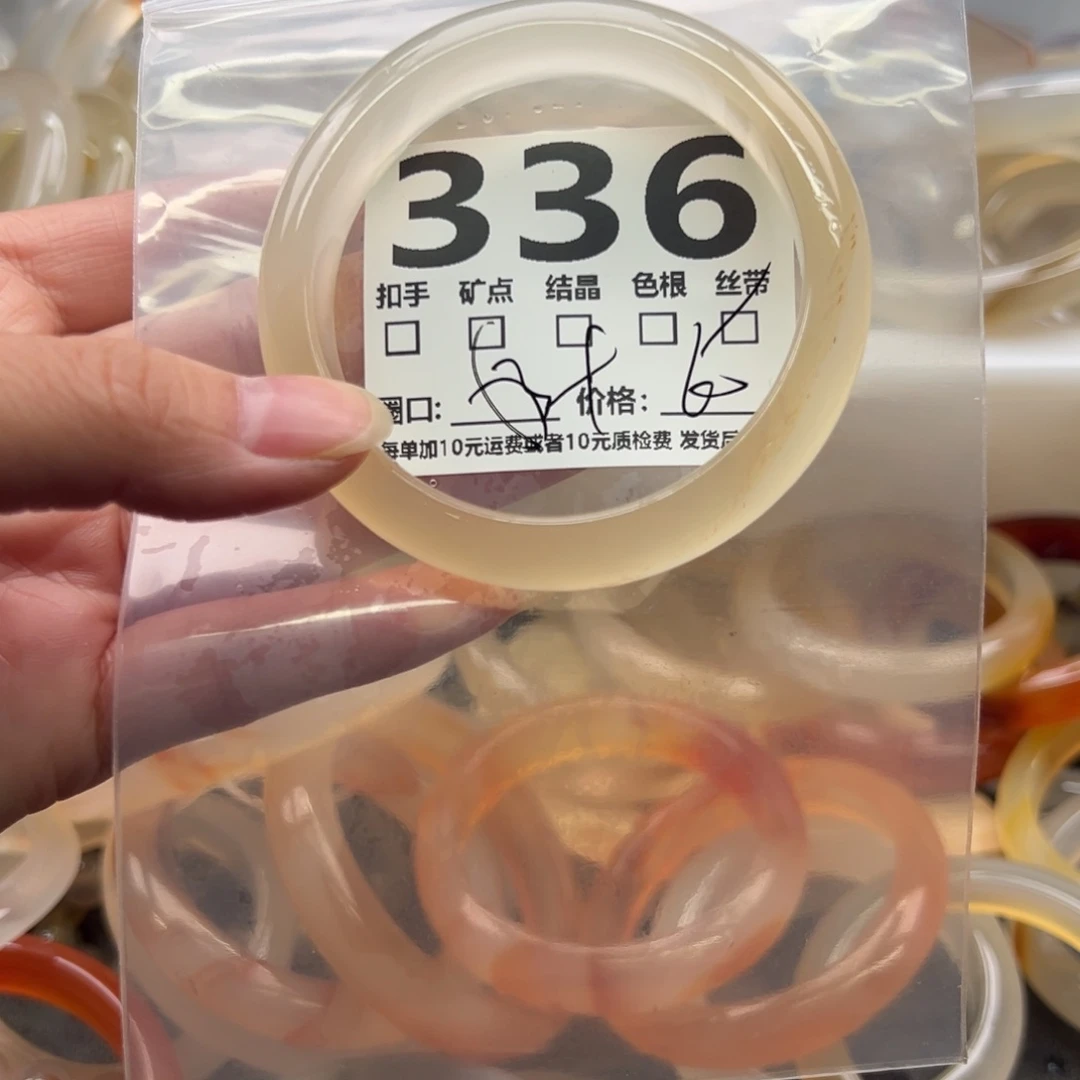 336
扣手 矿点 结晶 色根 丝带
圈口: 价格:
每单加10元运费或者10元质检费 发货后